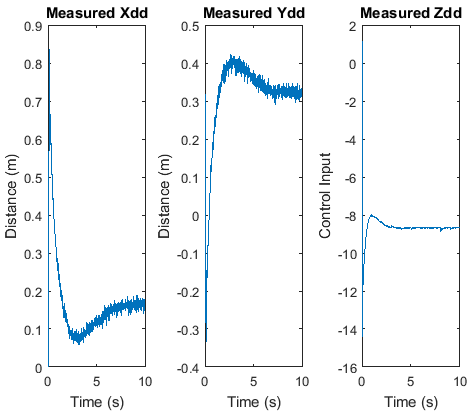 Measured Xdd
Distance (m)
0.9
0.8
0.7
0.6
0.5
0.4
0.3
0.2
0.1
0
0 5 10
Time (s)
Measured Ydd
Distance (m)
0.5
0.4
0.3
0.2
0.1
0
-0.1
-0.2
-0.3
-0.4
0 5 10
Time (s)
Measured Zdd
Control Input
2
0
-2
-4
-6
-8
-10
-12
-14
-16
0 5 10
Time (s)